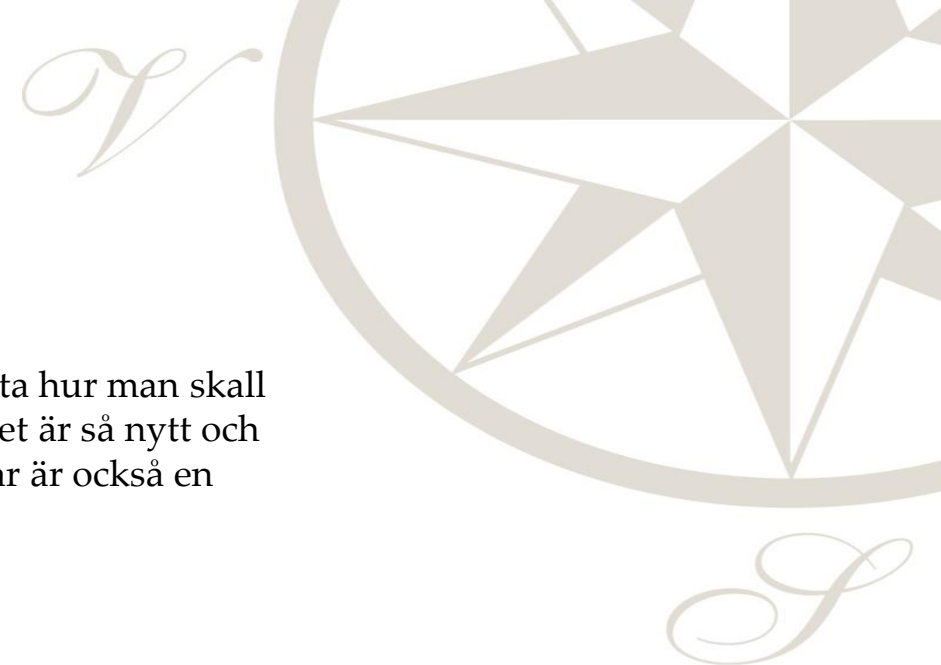 V
ta hur man skall
et är så nytt och
ar är också en
S